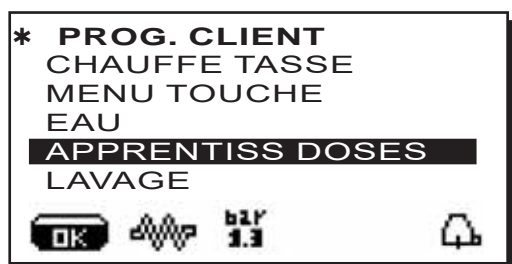 * PROG. CLIENT
CHAUFFE TASSE
MENU TOUCHE
EAU
APPRENTISS DOSES
LAVAGE
OK
bar
1.3